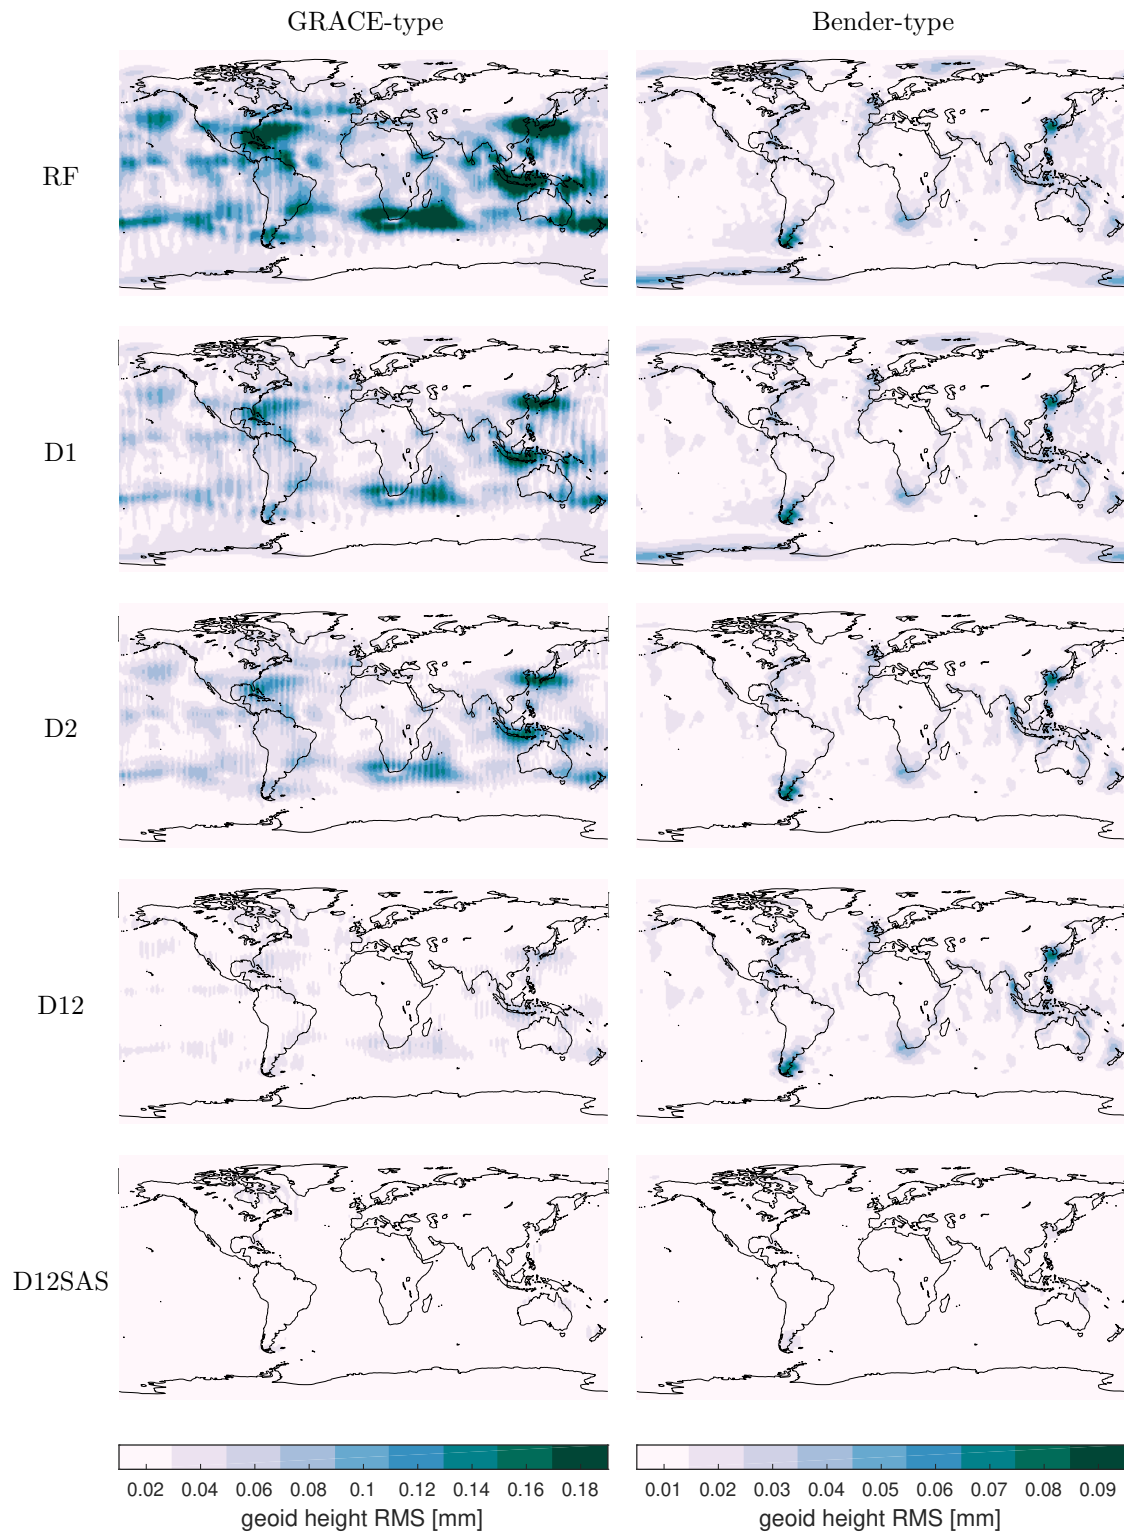 GRACE-type
Bender-type
RF
D1
D2
D12
D12SAS
0.02 0.04 0.06 0.08 0.1 0.12 0.14 0.16 0.18
geoid height RMS [mm]
0.01 0.02 0.03 0.04 0.05 0.06 0.07 0.08 0.09
geoid height RMS [mm]